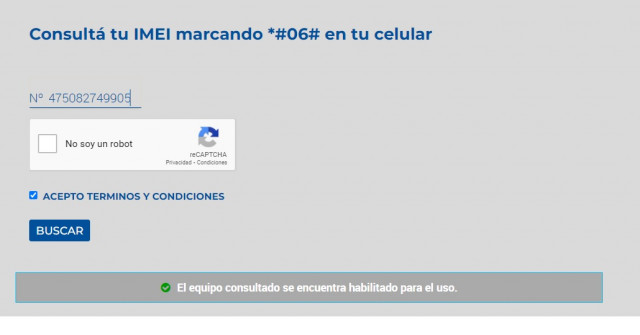 Consultá tu IMEI marcando *#06# en tu celular
Nº 475082749905
No soy un robot
reCAPTCHA
Privacidad - Condiciones
ACEPTO TERMINOS Y CONDICIONES
BUSCAR
El equipo consultado se encuentra habilitado para el uso.